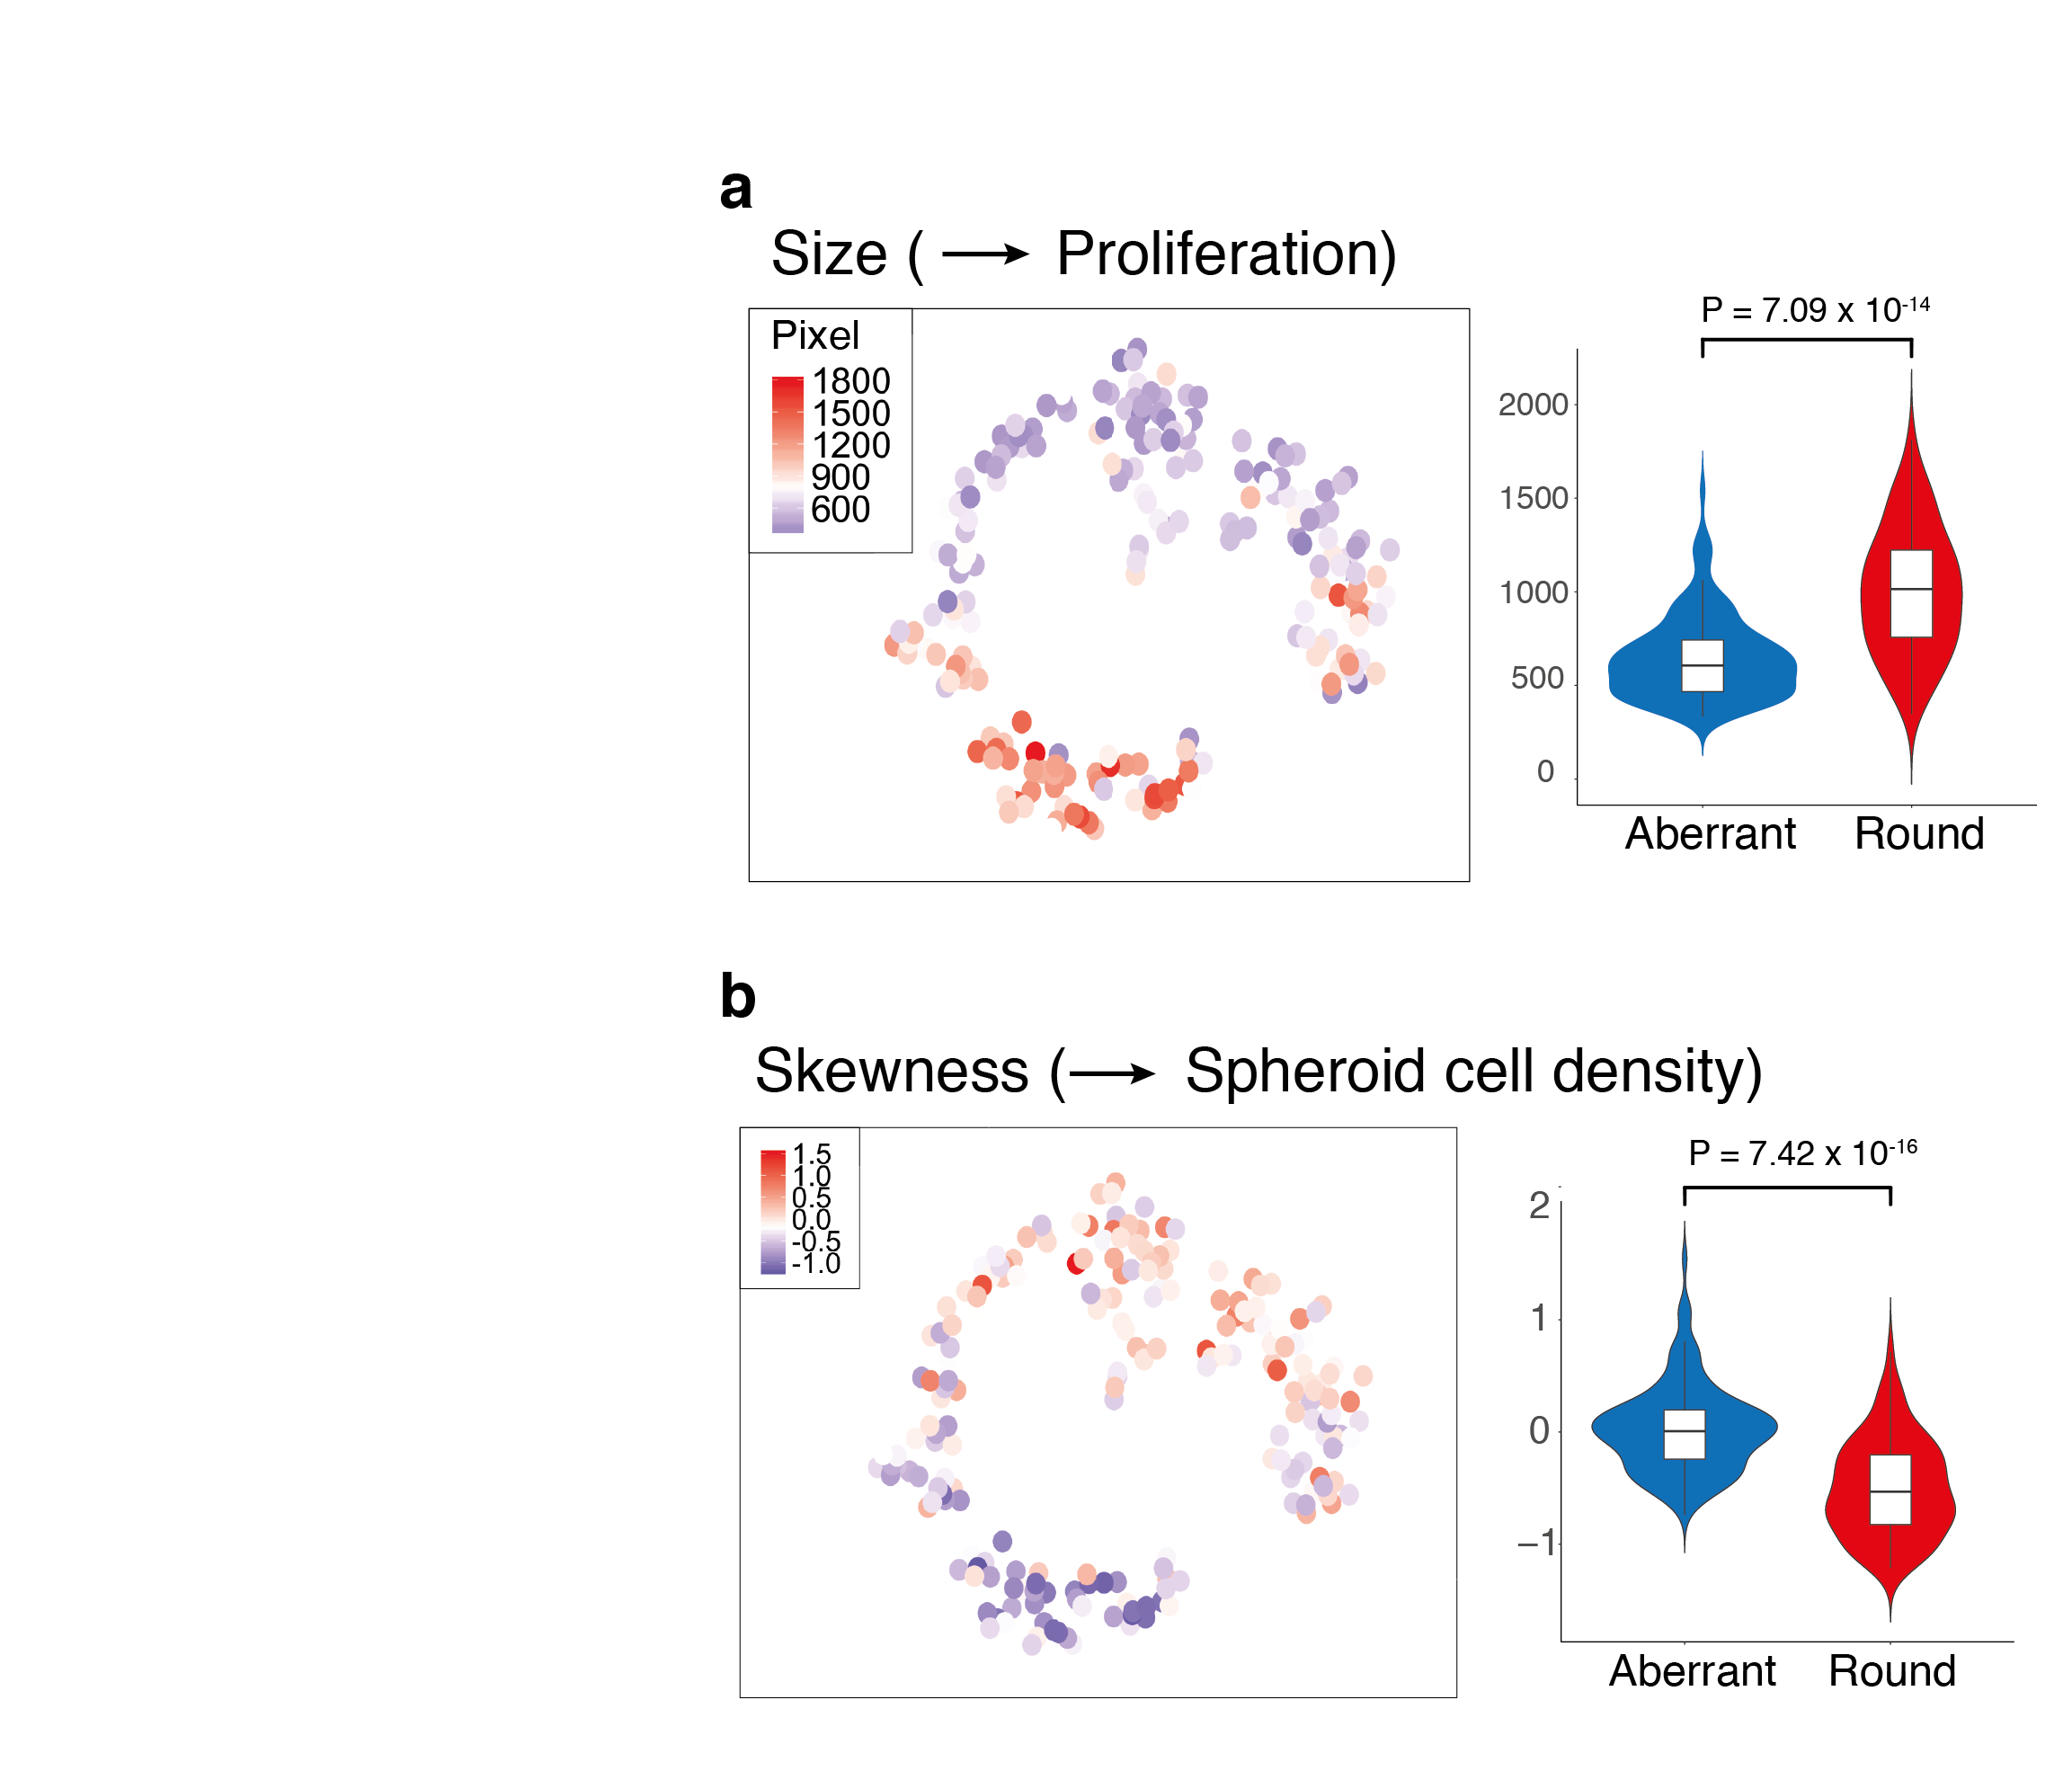 a
Size ( → Proliferation)
Pixel
1800
1500
1200
900
600
P = 7.09 x 10⁻¹⁴
2000
1500
1000
500
0
Aberrant Round
b
Skewness (→ Spheroid cell density)
1.5
1.0
0.5
0.0
-0.5
-1.0
P = 7.42 x 10⁻¹⁶
2
1
0
−1
Aberrant Round